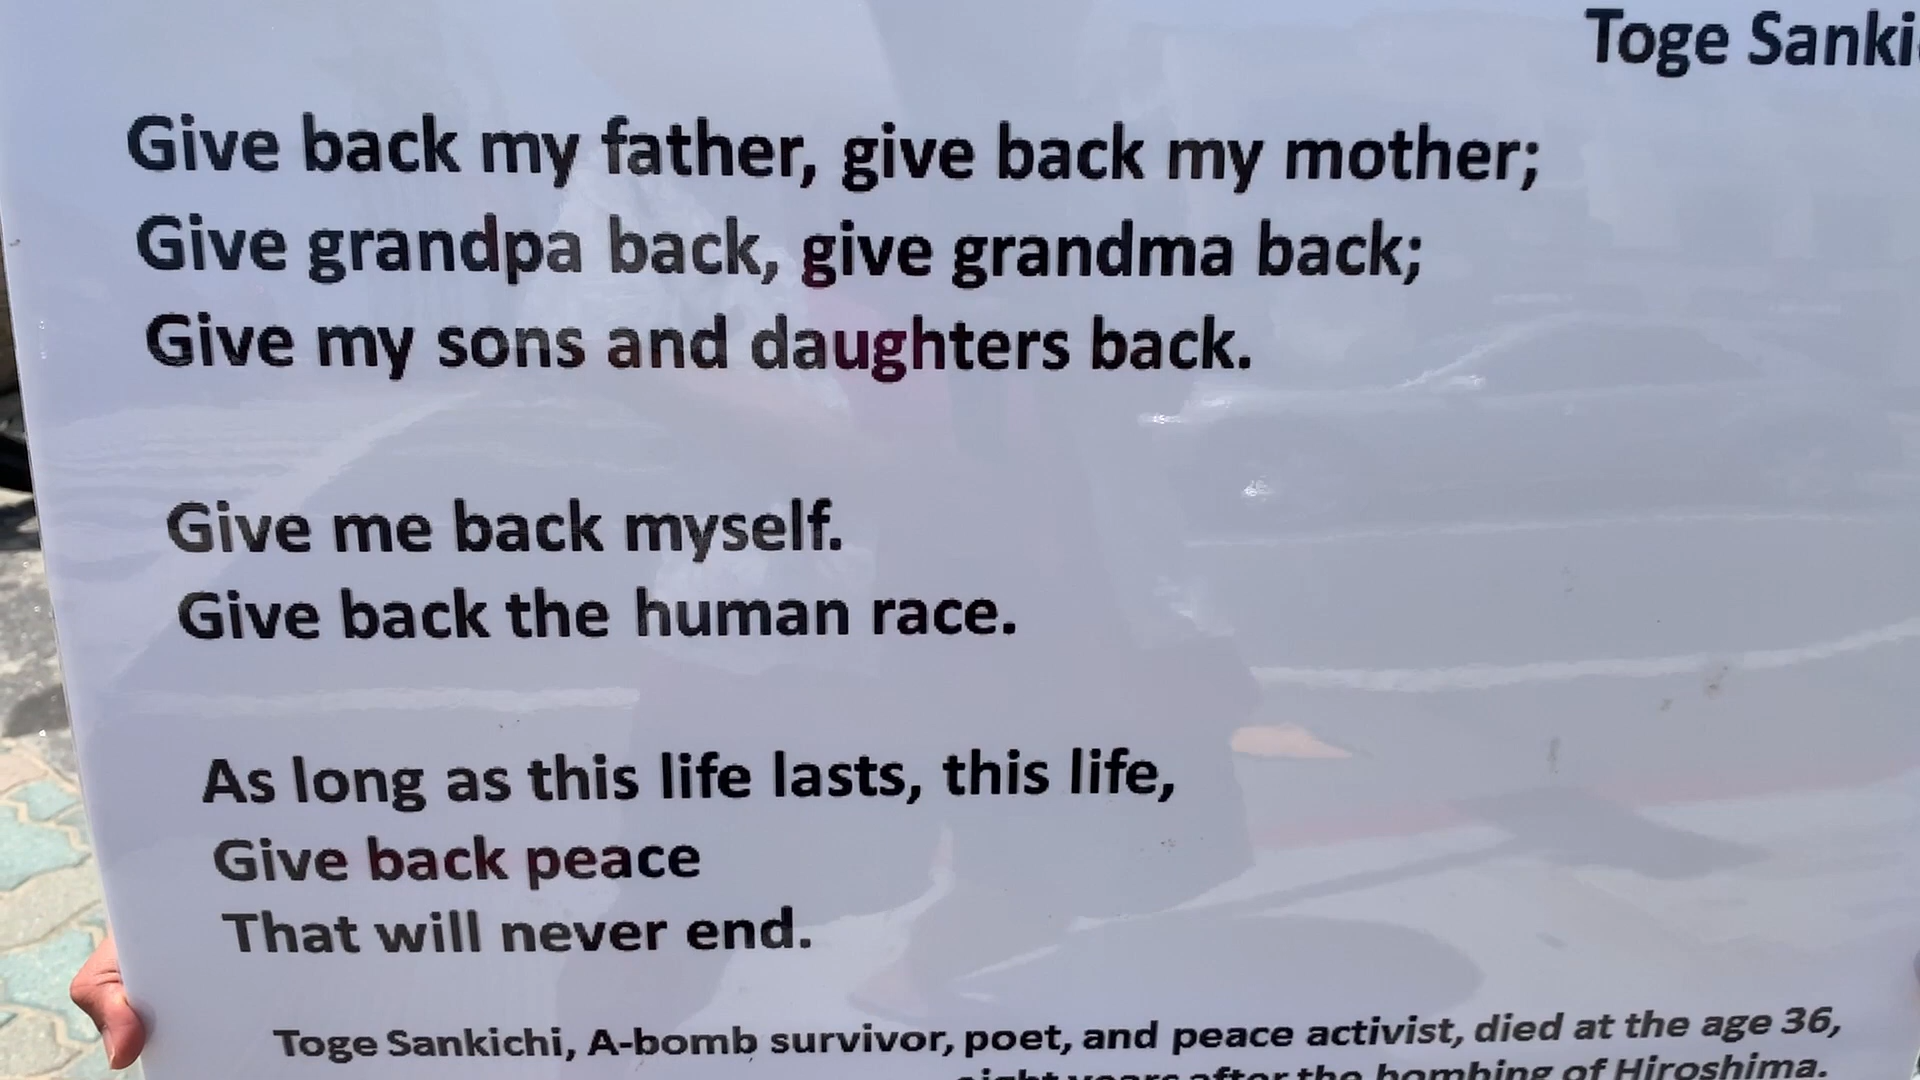 Toge Sanki
Give back my father, give back my mother;
Give grandpa back, give grandma back;
Give my sons and daughters back.
Give me back myself.
Give back the human race.
As long as this life lasts, this life,
Give back peace
That will never end.
Toge Sankichi, A-bomb survivor, poet, and peace activist, died at the age 36,
eight years after the bombing of Hiroshima.